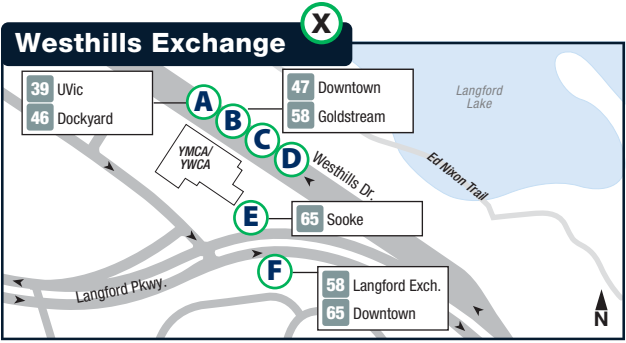 X
Westhills Exchange
39 UVic
46 Dockyard
47 Downtown
58 Goldstream
A
B
C
D
YMCA/
YWCA
Westhills Dr.
Langford
Lake
Ed Nixon Trail
E
65 Sooke
F
58 Langford Exch.
65 Downtown
Langford Pkwy.
N